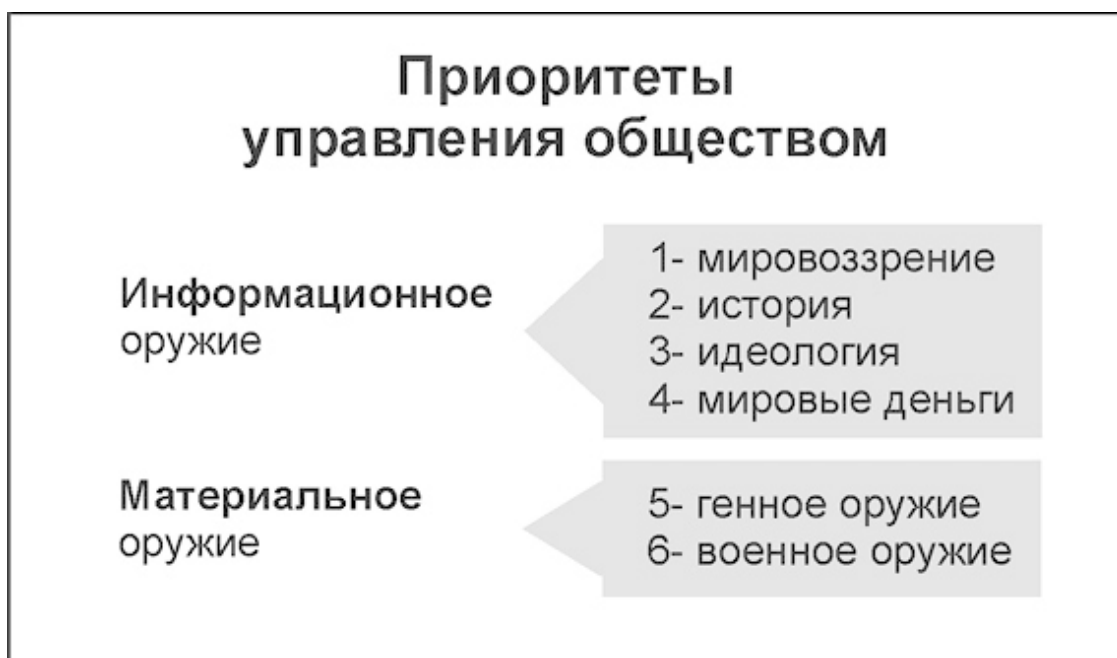 Приоритеты
управления обществом
Информационное
оружие
1- мировоззрение
2- история
3- идеология
4- мировые деньги
Материальное
оружие
5- генное оружие
6- военное оружие